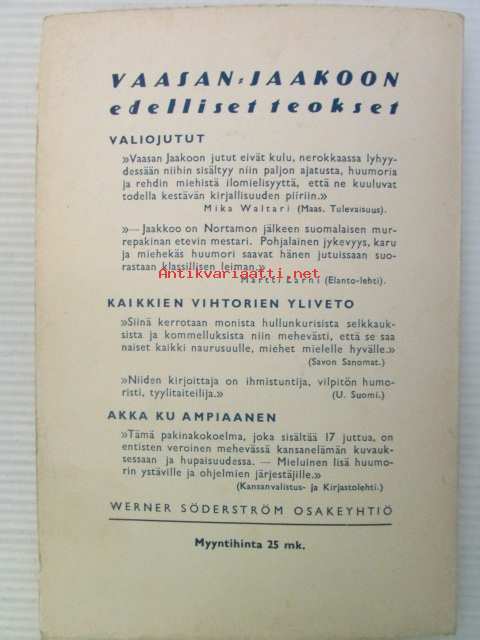 VAASAN-JAAKOON
edelliset teokset
VALIOJUTUT
»Vaasan Jaakoon jutut eivät kulu, nerokkaassa lyhyy-
dessään niihin sisältyy niin paljon ajatusta, huumoria
ja rehdin miehistä ilomielisyyttä, että ne kuuluvat
todella kestävän kirjallisuuden piiriin.»
Mika Waltari (Maas. Tulevaisuus).
»— Jaakkoo on Nortamon jälkeen suomalaisen mur-
repakinan etevin mestari. Pohjalainen jykevyys, karu
ja miehekäs huumori saavat hänen jutuissaan suo-
rastaan klassillisen leiman.»
Antikvariaatti.net
Martti Larni (Elanto-lehti).
KAIKKIEN VIHTORIEN YLIVETO
»Siinä kerrotaan monista hullunkurisista selkkauk-
sista ja kommelluksista niin mehevästi, että se saa
naiset kaikki naurusuulle, miehet mielelle hyvälle.»
(Savon Sanomat.)
»Niiden kirjoittaja on ihmistuntija, vilpitön humo-
risti, tyylitaiteilija.» (U. Suomi.)
AKKA KU AMPIAANEN
»Tämä pakinakokoelma, joka sisältää 17 juttua, on
entisten veroinen mehevässä kansanelämän kuvauk-
sessaan ja hupaisuudessa. — Mieluinen lisä huumo-
rin ystäville ja ohjelmien järjestäjille.»
(Kansanvalistus- ja Kirjastolehti.)
WERNER SÖDERSTRÖM OSAKEYHTIÖ
Myyntihinta 25 mk.